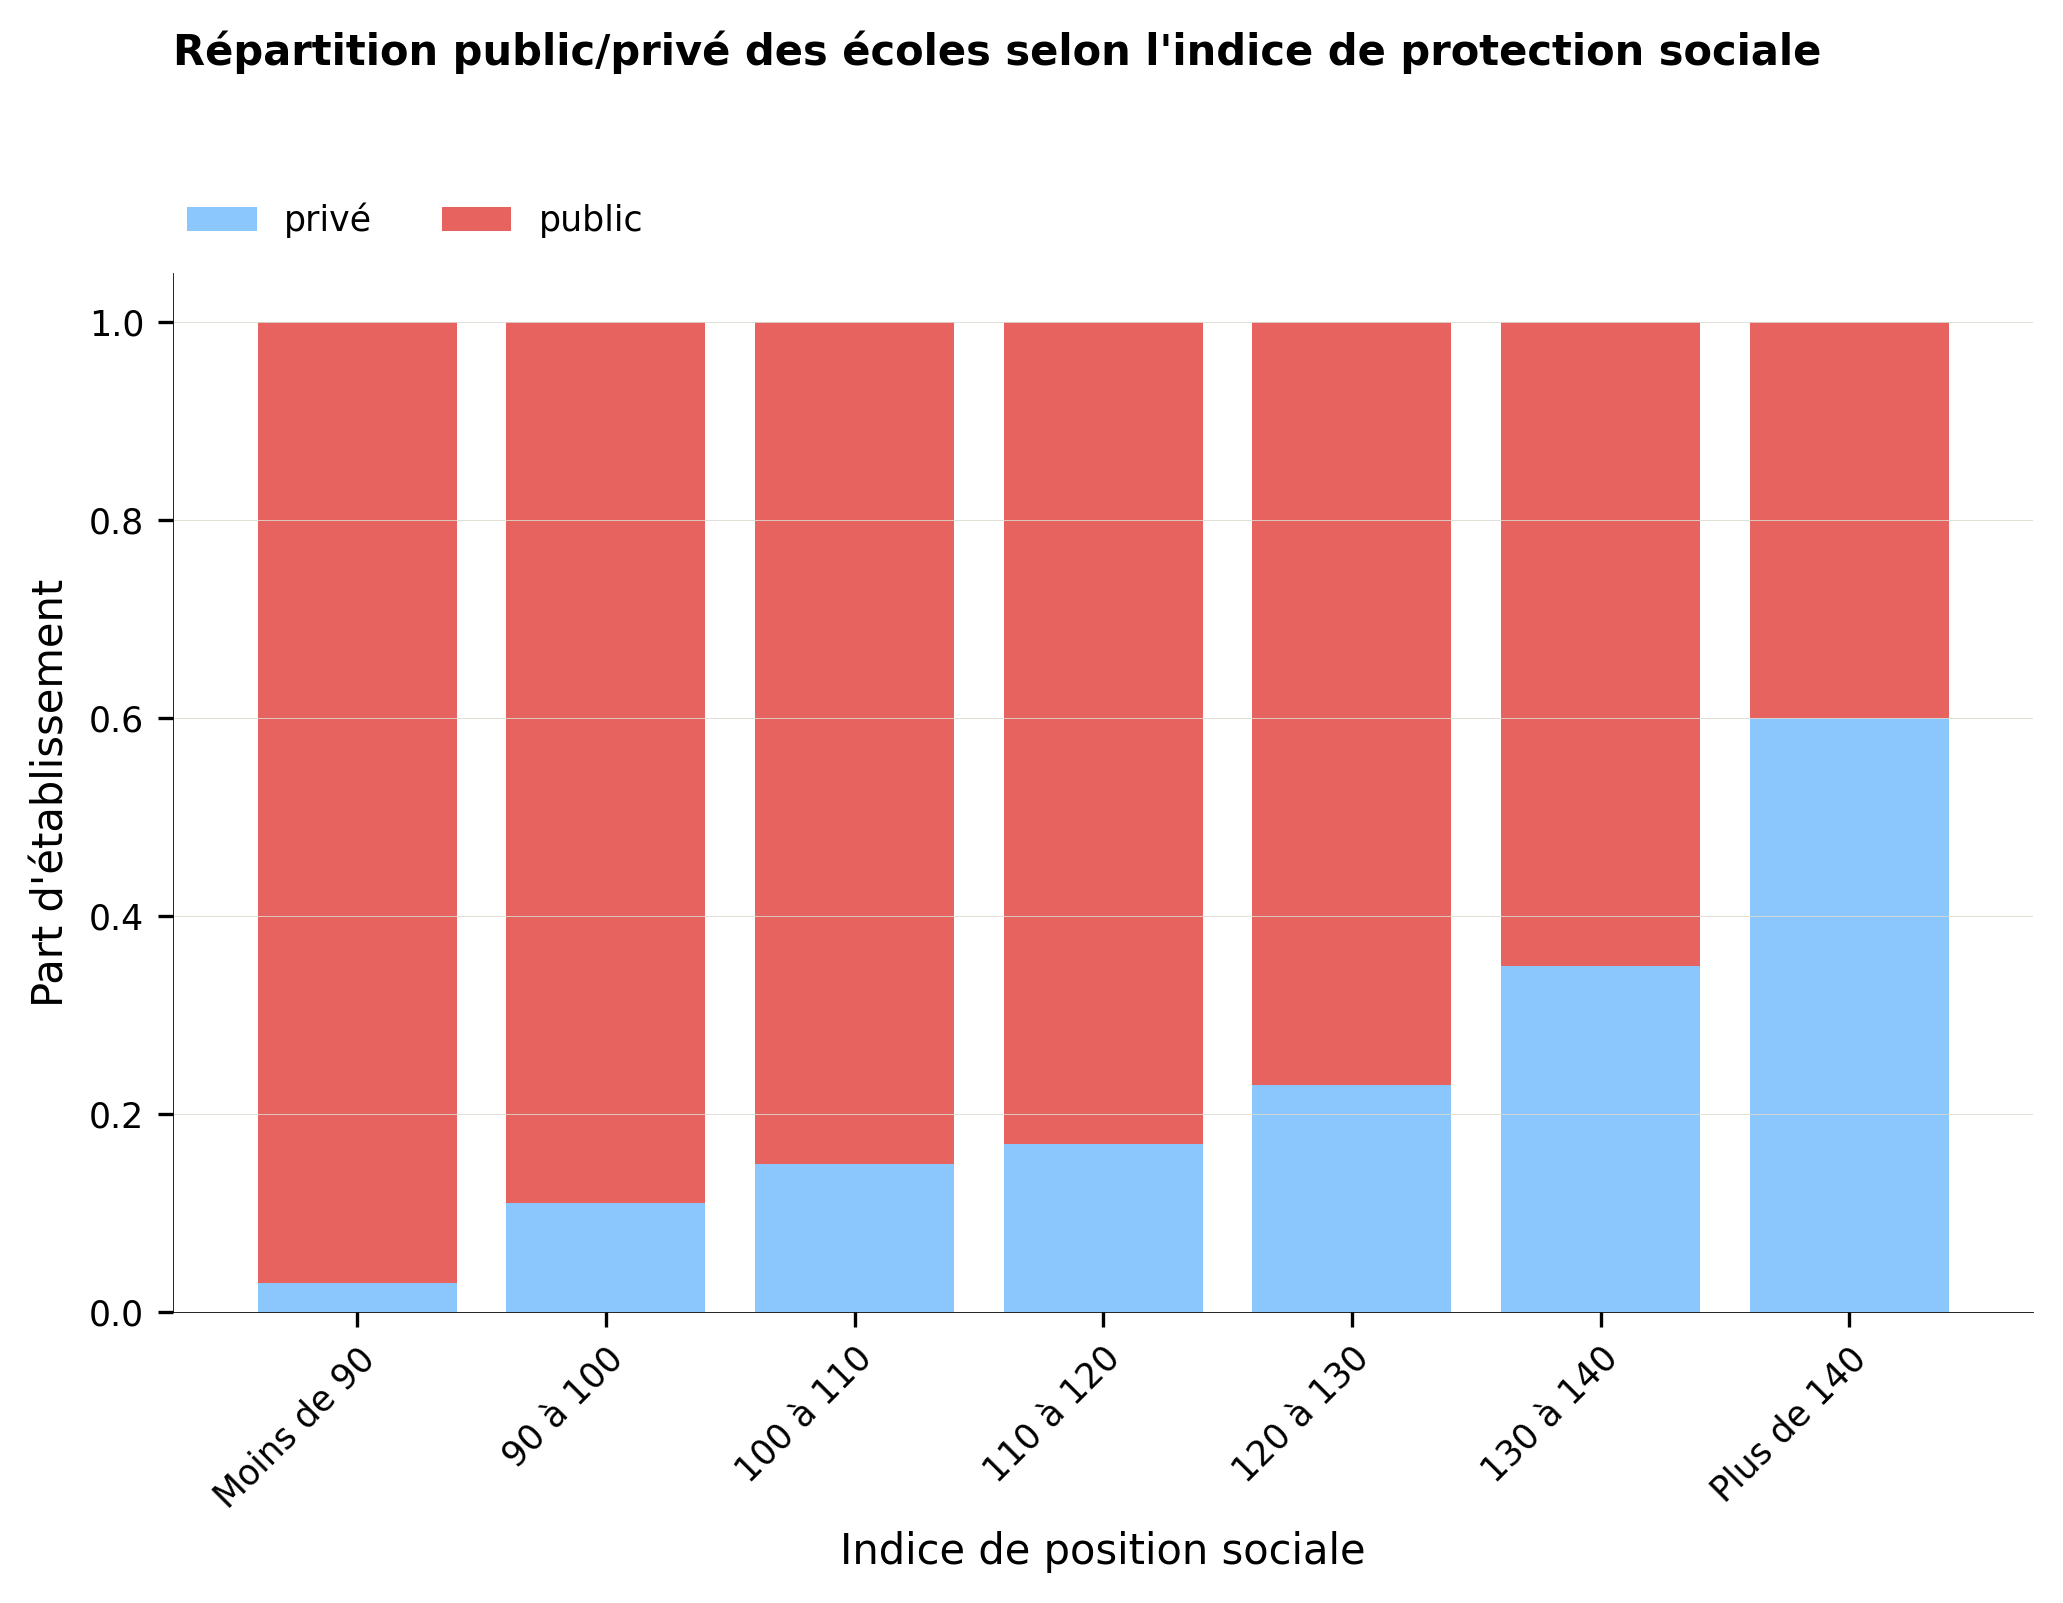 Répartition public/privé des écoles selon l'indice de protection sociale
privé public
1.0
0.8
0.6
0.4
0.2
0.0
Part d'établissement
Moins de 90
90 à 100
100 à 110
110 à 120
120 à 130
130 à 140
Plus de 140
Indice de position sociale